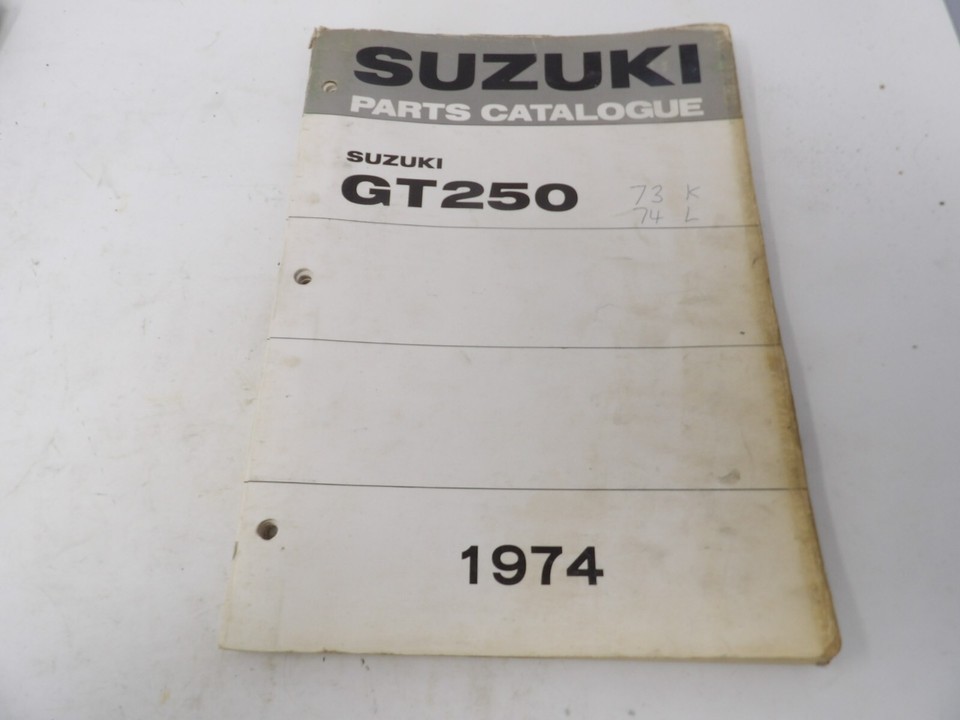 SUZUKI
PARTS CATALOGUE
SUZUKI
GT250
73 K
74 L
1974